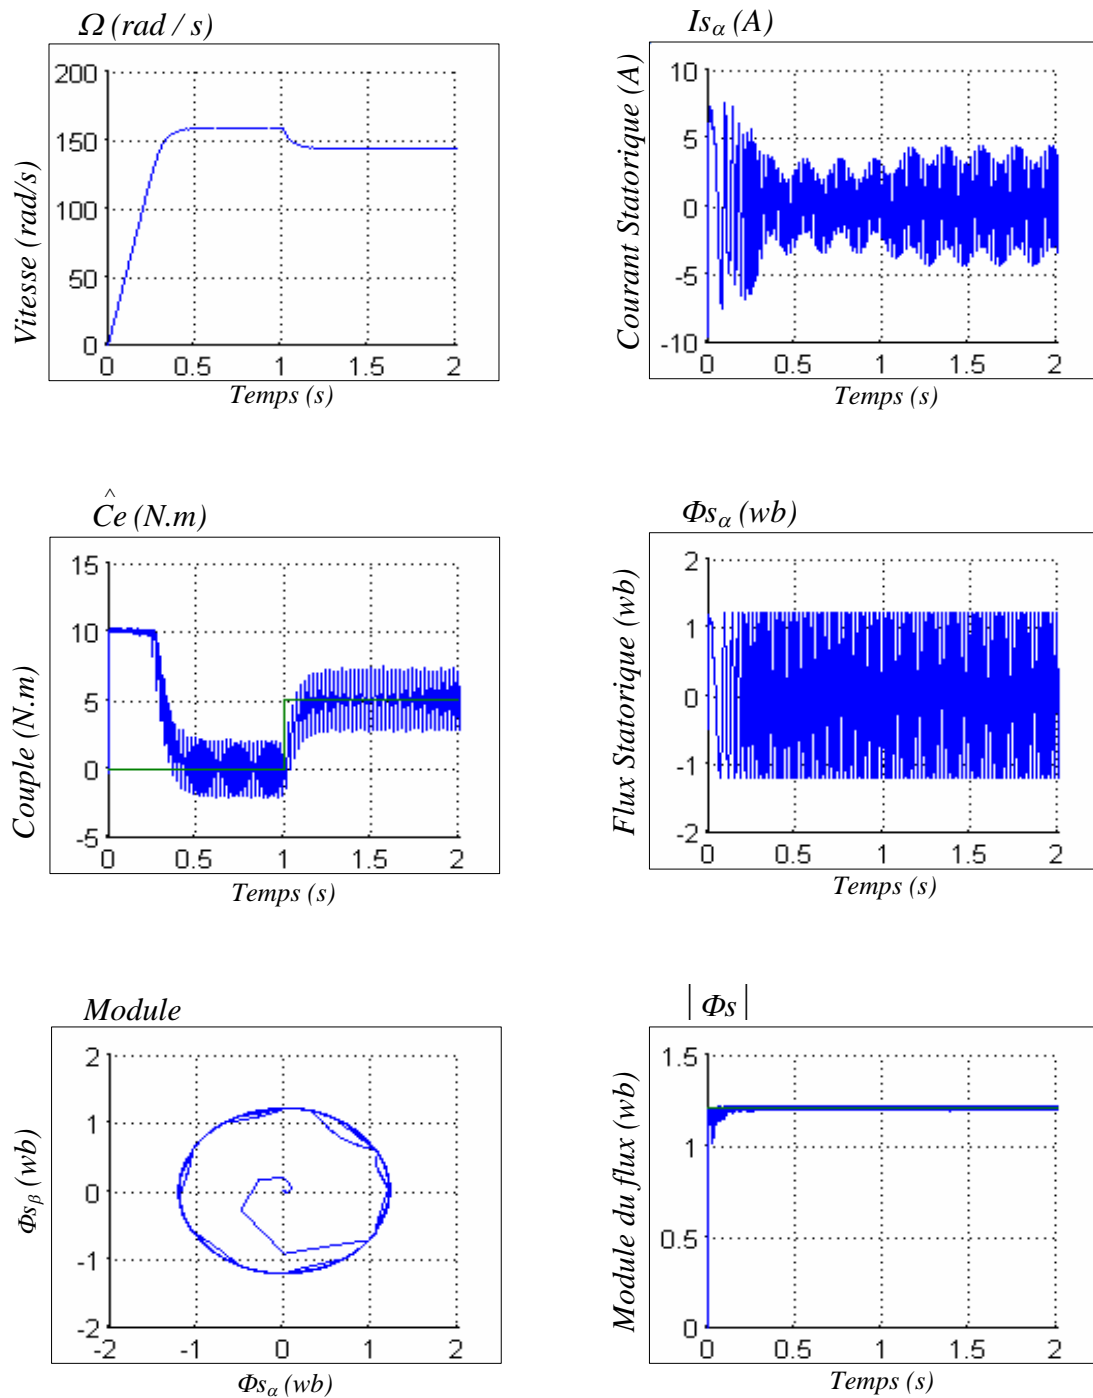 Ω (rad / s)
200
150
100
50
0
0 0.5 1 1.5 2
Vitesse (rad/s)
Temps (s)
Isα (A)
10
5
0
-5
-10
0 0.5 1 1.5 2
Courant Statorique (A)
Temps (s)
Ĉe (N.m)
15
10
5
0
-5
0 0.5 1 1.5 2
Couple (N.m)
Temps (s)
Φsα (wb)
2
1
0
-1
-2
0 0.5 1 1.5 2
Flux Statorique (wb)
Temps (s)
Module
2
1
0
-1
-2
-2 -1 0 1 2
Φsβ (wb)
Φsα (wb)
| Φs |
1.5
1
0.5
0
0 0.5 1 1.5 2
Module du flux (wb)
Temps (s)